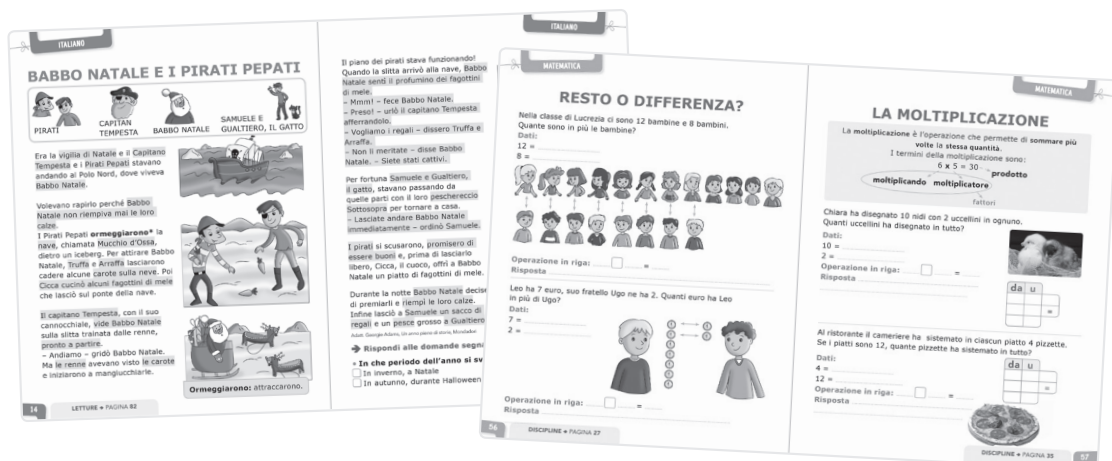 ITALIANO
BABBO NATALE E I PIRATI PEPATI
PIRATI
CAPITAN
TEMPESTA
BABBO NATALE
SAMUELE E
GUALTIERO, IL GATTO
Era la vigilia di Natale e il Capitano
Tempesta e i Pirati Pepati stavano
andando al Polo Nord, dove viveva
Babbo Natale.
Volevano rapirlo perché Babbo
Natale non riempiva mai le loro
calze.
I Pirati Pepati ormeggiarono* la
nave, chiamata Mucchio d'Ossa,
dietro un iceberg. Per attirare Babbo
Natale, Truffa e Arraffa lasciarono
cadere alcune carote sulla neve. Poi
Cicca cucinò alcuni fagottini di mele
che lasciò sul ponte della nave.
Il capitano Tempesta, con il suo
cannocchiale, vide Babbo Natale
sulla slitta trainata dalle renne,
pronto a partire.
– Andiamo – gridò Babbo Natale.
Ma le renne avevano visto le carote
e iniziarono a mangiucchiarle.
Ormeggiarono: attraccarono.
14
LETTURE • PAGINA 82
ITALIANO
Il piano dei pirati stava funzionando!
Quando la slitta arrivò alla nave, Babbo
Natale sentì il profumino dei fagottini
di mele.
– Mmm! – fece Babbo Natale.
– Preso! – urlò il capitano Tempesta
afferrandolo.
– Vogliamo i regali – dissero Truffa e
Arraffa.
– Non li meritate – disse Babbo
Natale. – Siete stati cattivi.
Per fortuna Samuele e Gualtiero,
il gatto, stavano passando da
quelle parti con il loro peschereccio
Sottosopra per tornare a casa.
– Lasciate andare Babbo Natale
immediatamente – ordinò Samuele.
I pirati si scusarono, promisero di
essere buoni e, prima di lasciarlo
libero, Cicca, il cuoco, offrì a Babbo
Natale un piatto di fagottini di mele.
Durante la notte Babbo Natale decise
di premiarli e riempì le loro calze.
Infine lasciò a Samuele un sacco di
regali e un pesce grosso a Gualtiero
Adatt. Georgie Adams, Un anno pieno di storie, Mondadori
Rispondi alle domande segna
• In che periodo dell'anno si sv
In inverno, a Natale
In autunno, durante Halloween
MATEMATICA
RESTO O DIFFERENZA?
Nella classe di Lucrezia ci sono 12 bambine e 8 bambini.
Quante sono in più le bambine?
Dati:
12 =
8 =
Operazione in riga: =
Risposta
Leo ha 7 euro, suo fratello Ugo ne ha 2. Quanti euro ha Leo
in più di Ugo?
Dati:
7 =
2 =
Operazione in riga: =
Risposta
56
DISCIPLINE • PAGINA 27
MATEMATICA
LA MOLTIPLICAZIONE
La moltiplicazione è l'operazione che permette di sommare più
volte la stessa quantità.
I termini della moltiplicazione sono:
6 x 5 = 30
prodotto
moltiplicando moltiplicatore
fattori
Chiara ha disegnato 10 nidi con 2 uccellini in ognuno.
Quanti uccellini ha disegnato in tutto?
Dati:
10 =
2 =
Operazione in riga: =
Risposta
da u
=
Al ristorante il cameriere ha sistemato in ciascun piatto 4 pizzette.
Se i piatti sono 12, quante pizzette ha sistemato in tutto?
Dati:
4 =
12 =
Operazione in riga: =
Risposta
da u
=
DISCIPLINE • PAGINA 35
57